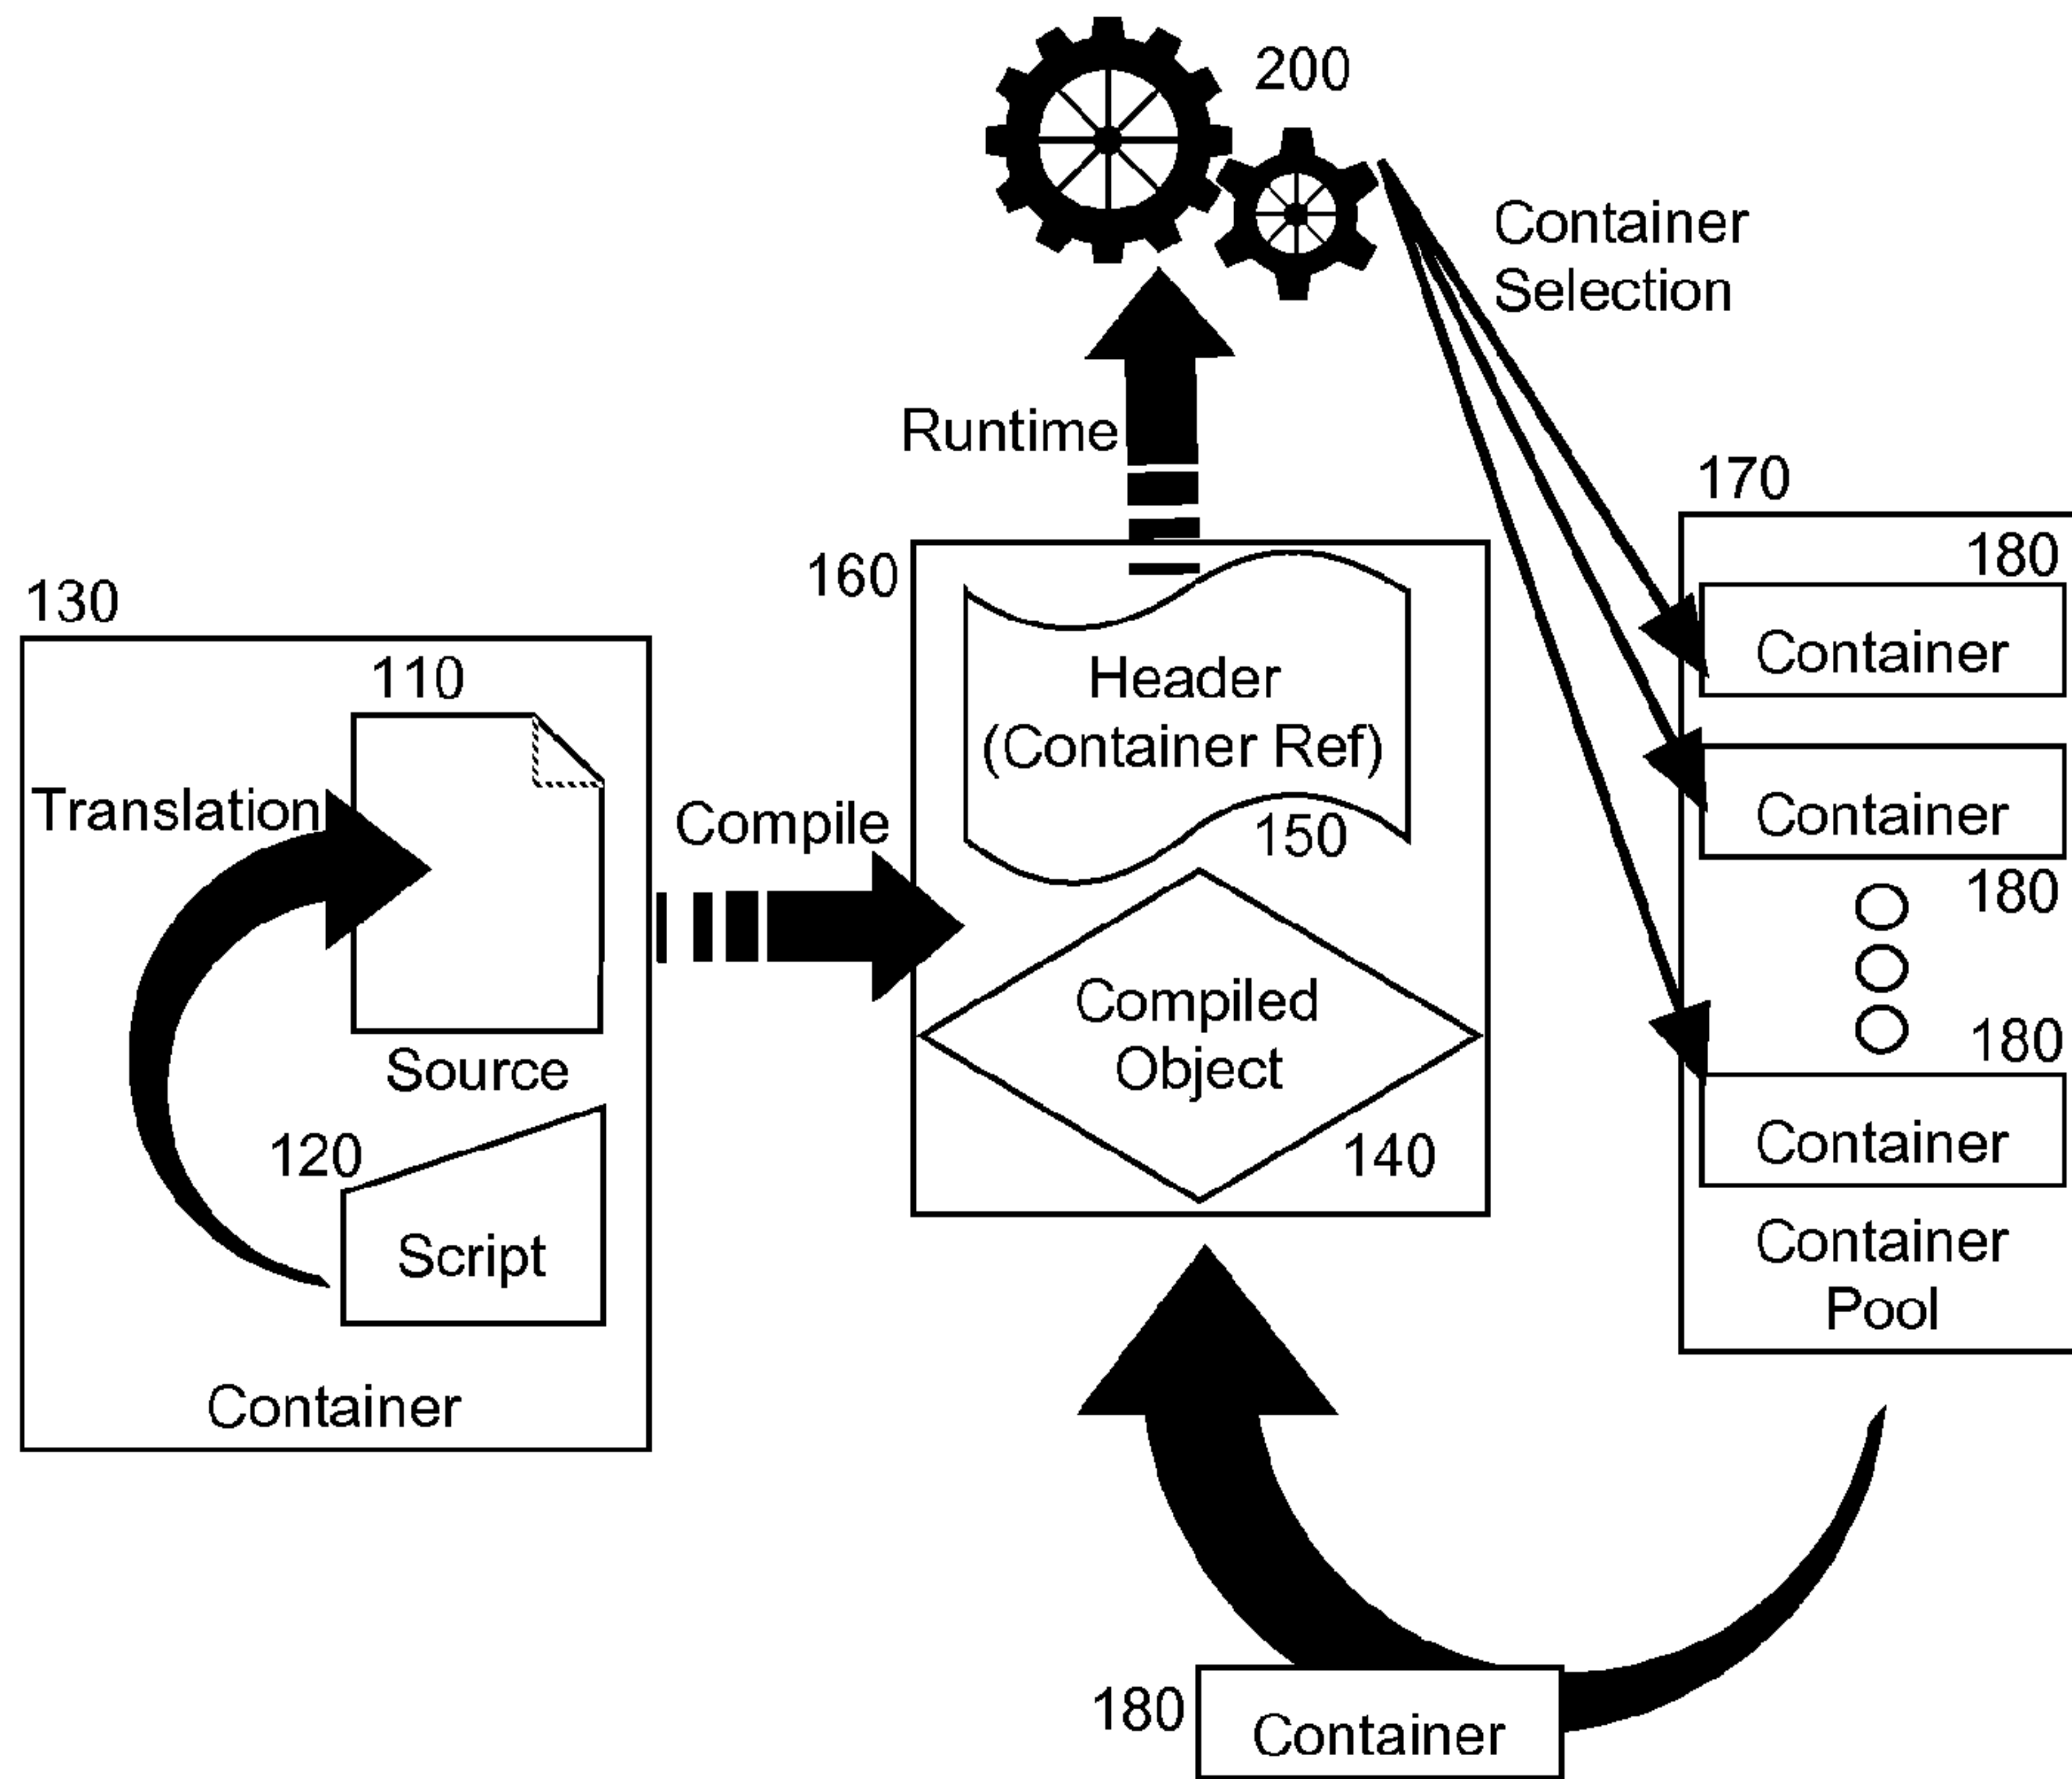 200
Container
Selection
Runtime
170
180
Container
160
130
110
Header
(Container Ref)
150
Translation
Compile
Container
180
Compiled
Object
140
Source
120
Script
Container
180
Container
Container
Pool
180
Container